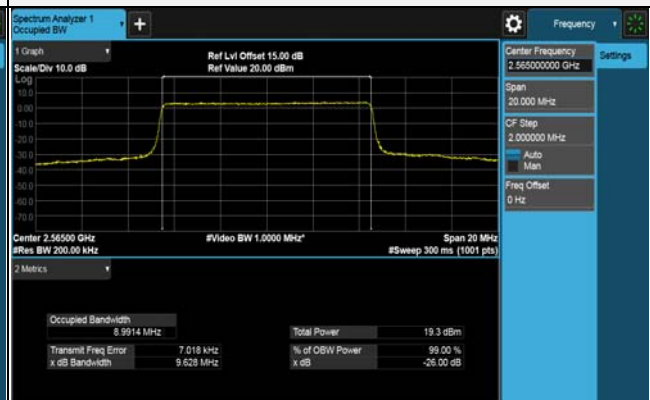 Spectrum Analyzer 1
Occupied BW
+
Frequency
Settings
1 Graph
Scale/Div 10.0 dB
Ref Lvl Offset 15.00 dB
Ref Value 20.00 dBm
Log
10.0
0.00
-10.0
-20.0
-30.0
-40.0
-50.0
-60.0
-70.0
Center 2.56500 GHz
#Res BW 200.00 kHz
#Video BW 1.0000 MHz*
Span 20 MHz
#Sweep 300 ms (1001 pts)
2 Metrics
Occupied Bandwidth
8.9914 MHz
Transmit Freq Error 7.018 kHz
x dB Bandwidth 9.628 MHz
Total Power 19.3 dBm
% of OBW Power 99.00 %
x dB -26.00 dB
Center Frequency
2.565000000 GHz
Span
20.000 MHz
CF Step
2.000000 MHz
Auto
Man
Freq Offset
0 Hz